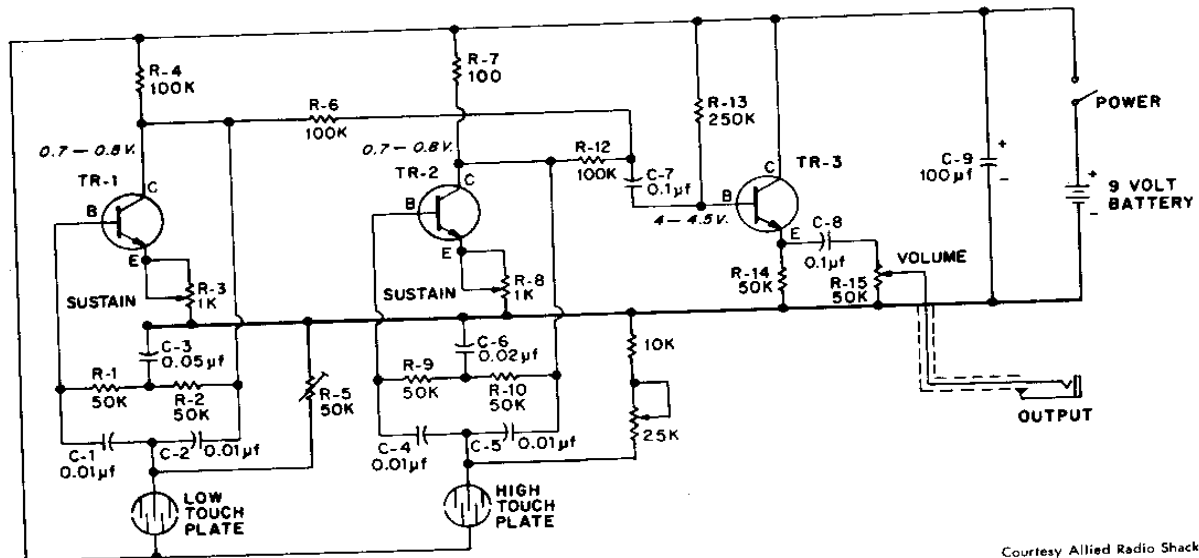 R-4
100K
R-7
100
R-6
100K
R-13
250K
POWER
0.7-0.8V.
0.7-0.8V.
R-12
100K
TR-3
C-9
100µf
+
-
TR-1
C
B
E
TR-2
C
B
E
C-7
0.1µf
C
B
E
4-4.5V.
+
9 VOLT
BATTERY
-
C-8
0.1µf
VOLUME
SUSTAIN
R-3
1K
SUSTAIN
R-8
1K
R-14
50K
R-15
50K
C-3
0.05µf
C-6
0.02µf
10K
R-1
50K
R-2
50K
R-5
50K
R-9
50K
R-10
50K
25K
OUTPUT
C-1
0.01µf
C-2
0.01µf
C-4
0.01µf
C-5
0.01µf
LOW
TOUCH
PLATE
HIGH
TOUCH
PLATE
Courtesy Allied Radio Shack